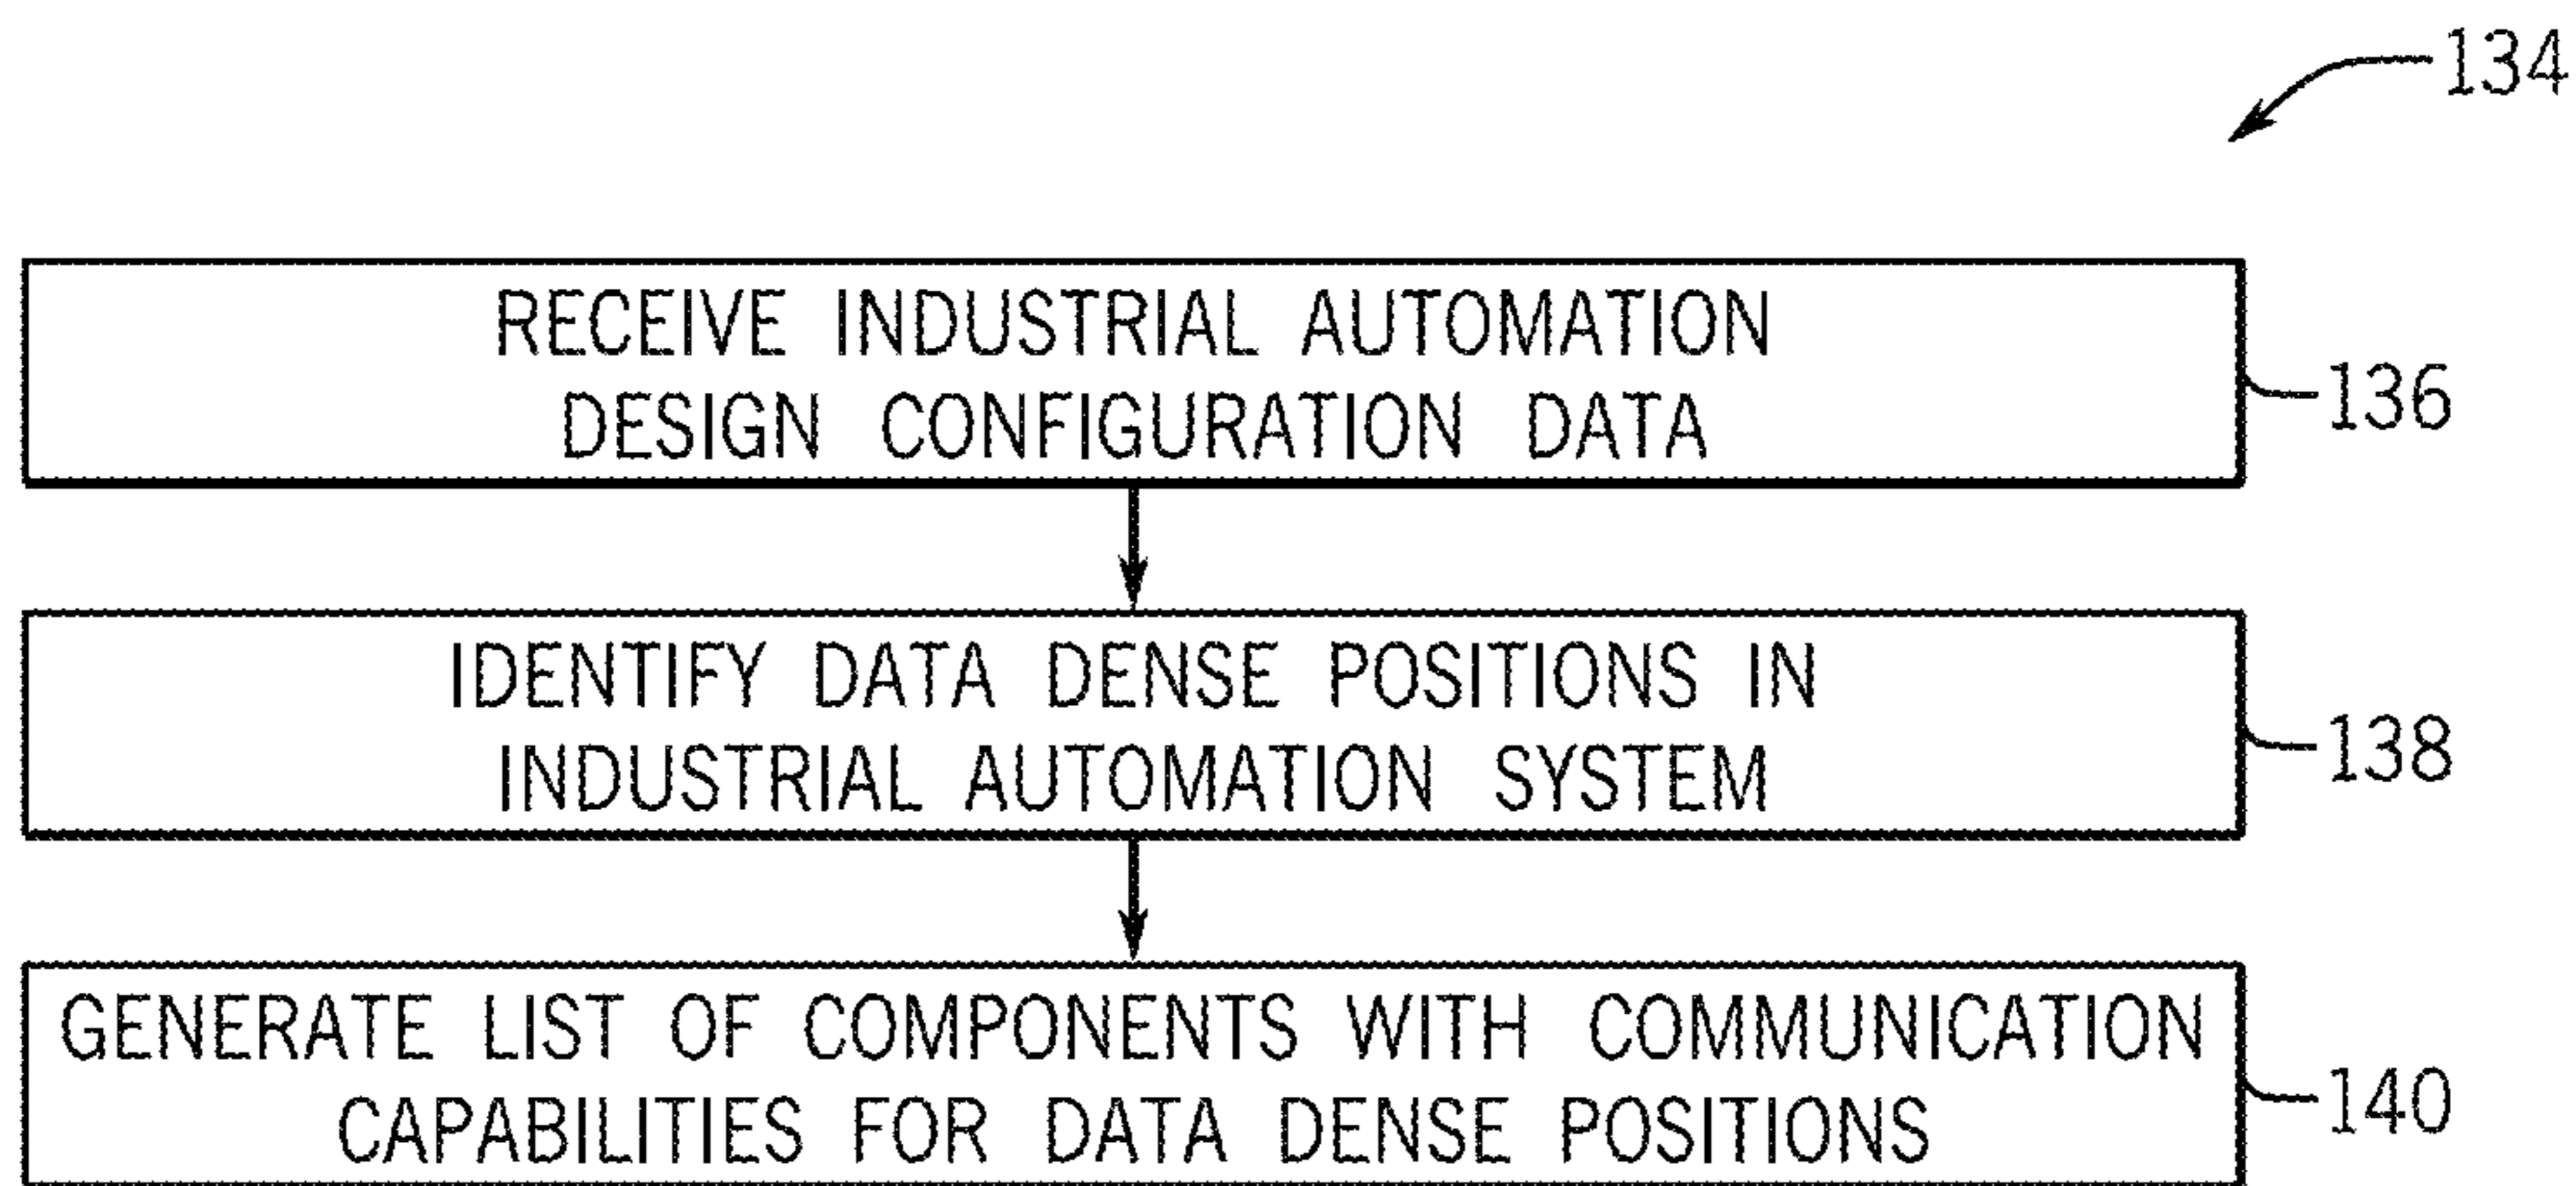 134
RECEIVE INDUSTRIAL AUTOMATION
DESIGN CONFIGURATION DATA
136
IDENTIFY DATA DENSE POSITIONS IN
INDUSTRIAL AUTOMATION SYSTEM
138
GENERATE LIST OF COMPONENTS WITH COMMUNICATION
CAPABILITIES FOR DATA DENSE POSITIONS
140